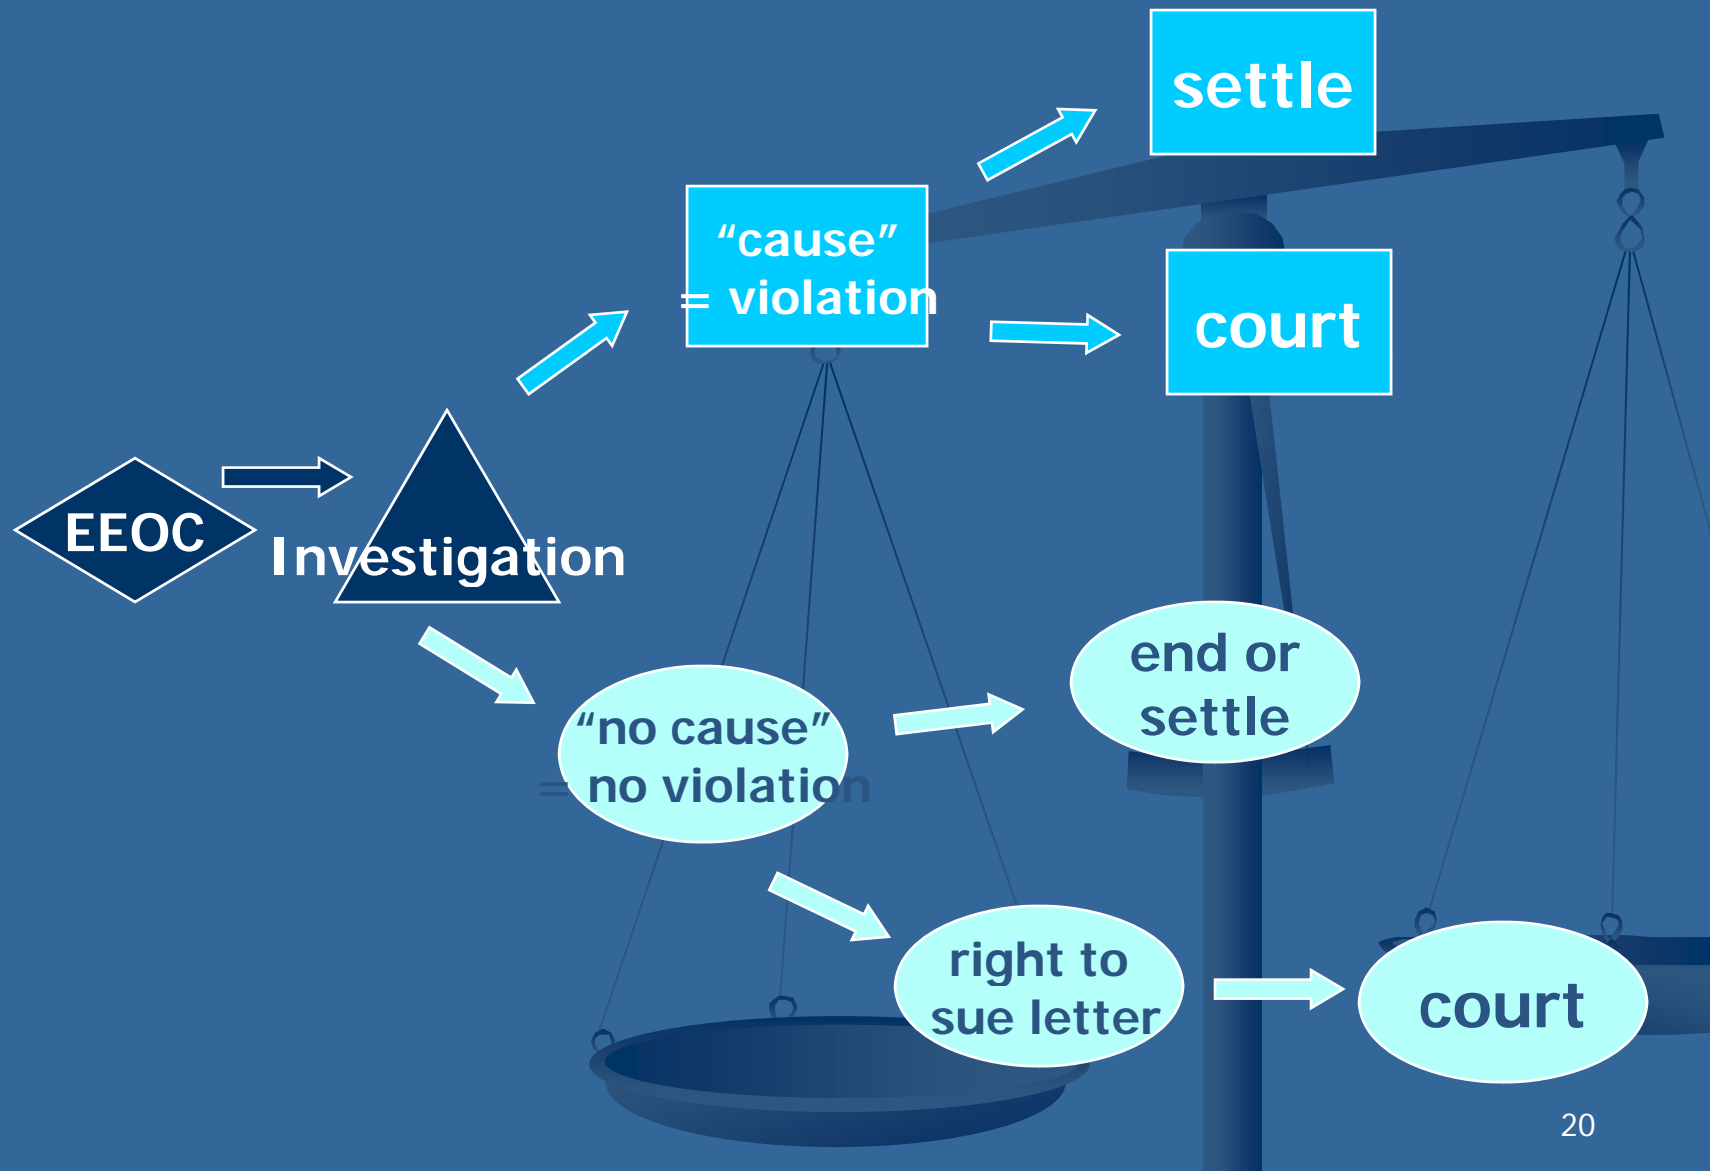 settle
“cause”
= violation
court
EEOC
Investigation
end or
settle
“no cause”
= no violation
right to
sue letter
court
20